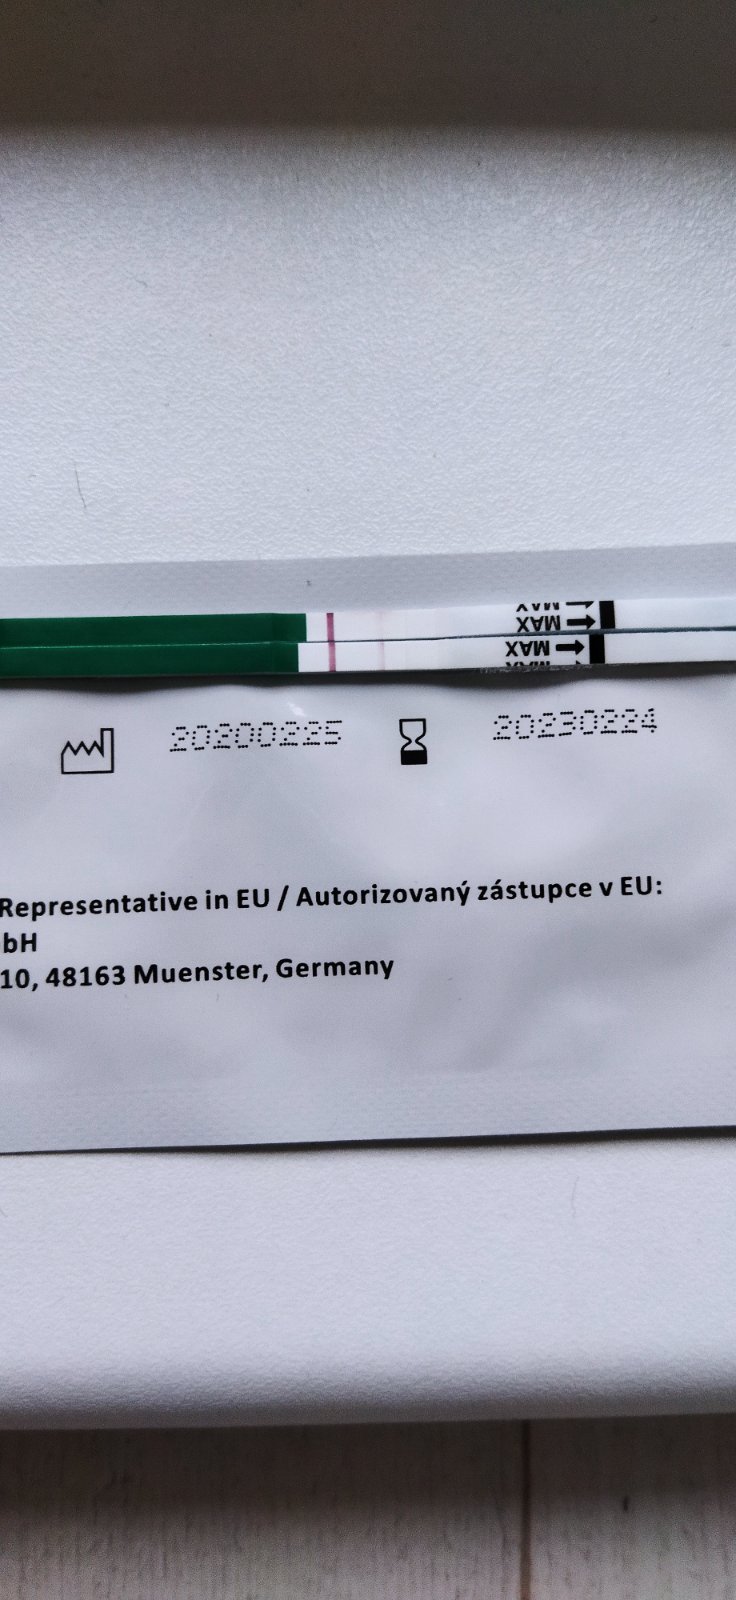 MAX
MAX
20200225 20230224
Representative in EU / Autorizovaný zástupce v EU:
bH
10, 48163 Muenster, Germany